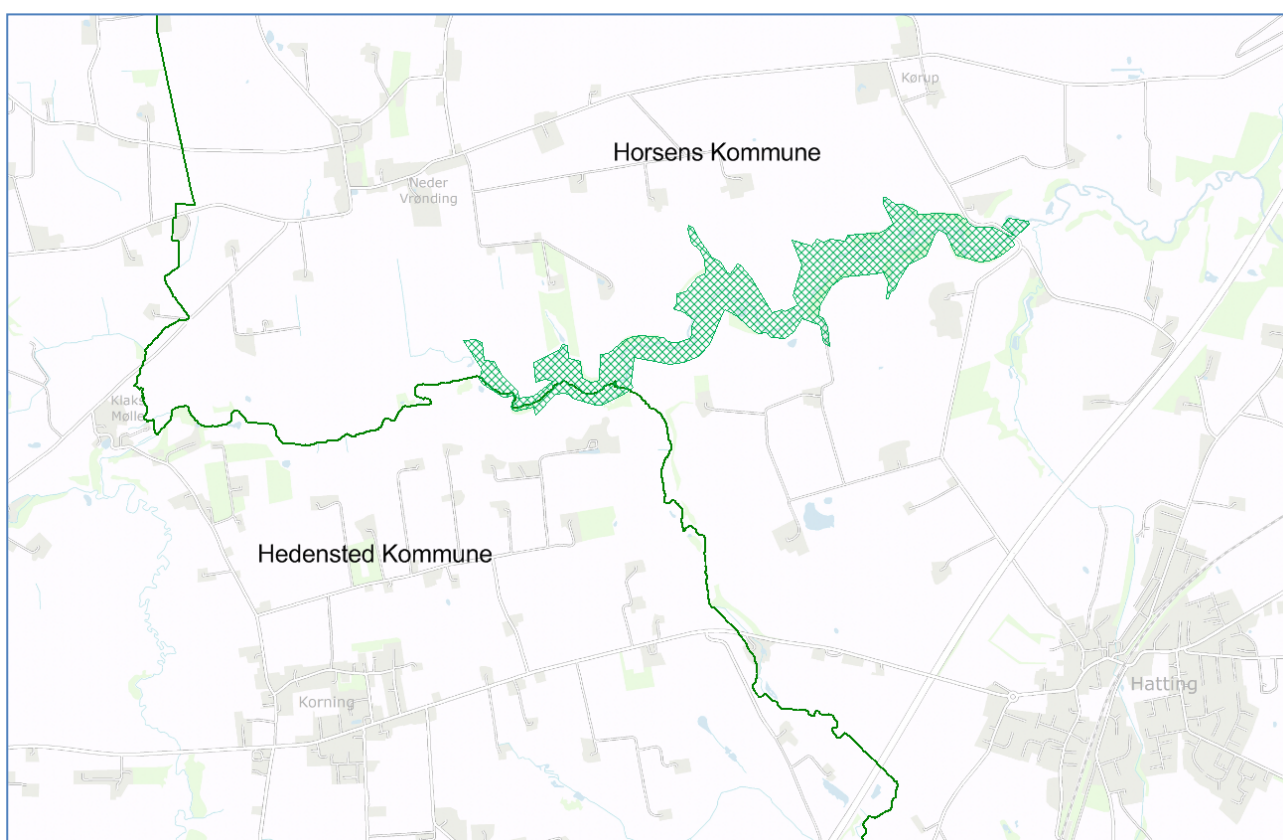 Kørup
Horsens Kommune
Neder
Vrønding
Klaks
Mølle
Hedensted Kommune
Korning
Hatting